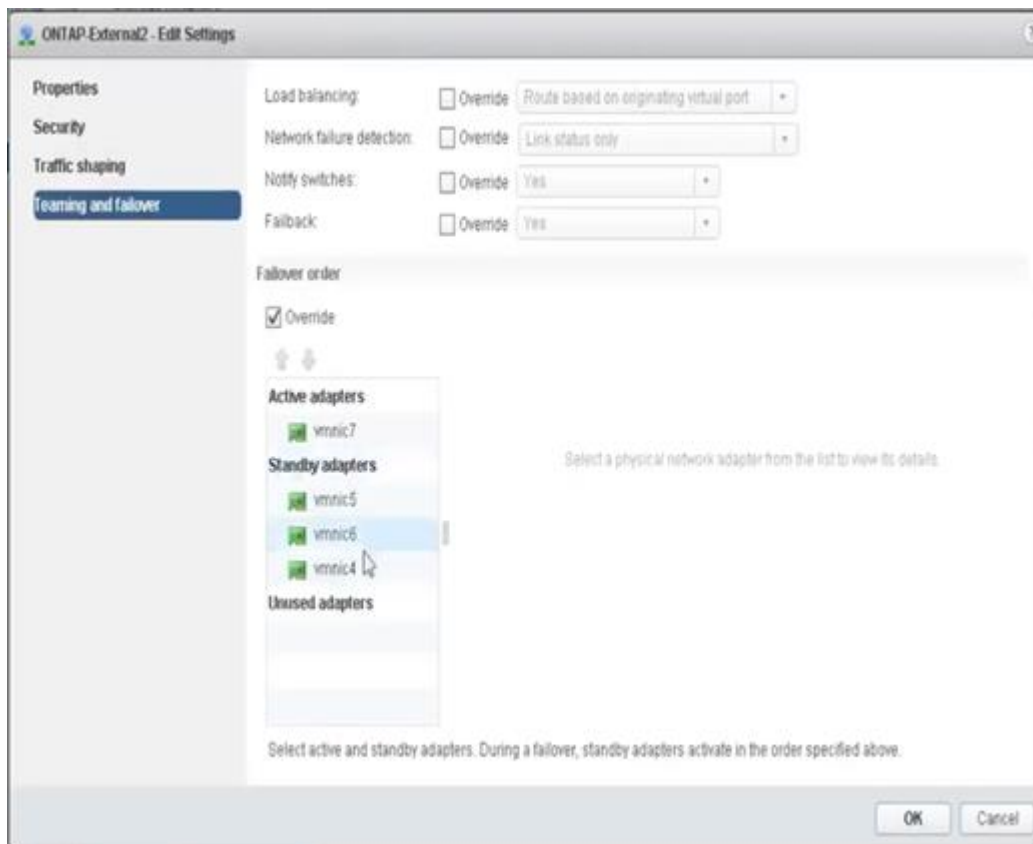 ONTAP-External2 - Edit Settings
Properties
Security
Traffic shaping
Teaming and failover
Load balancing: Override Route based on originating virtual port
Network failure detection: Override Link status only
Notify switches: Override Yes
Failback: Override Yes
Failover order
Override
Active adapters
vmnic7
Standby adapters
vmnic5
vmnic6
vmnic4
Unused adapters
Select a physical network adapter from the list to view its details.
Select active and standby adapters. During a failover, standby adapters activate in the order specified above.
OK Cancel